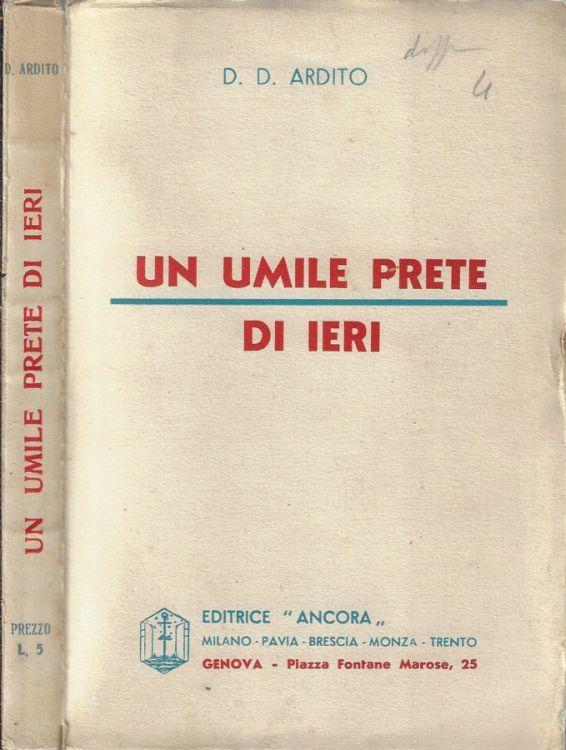 D. ARDITO
UN UMILE PRETE DI IERI
PREZZO
L, 5
D. D. ARDITO
UN UMILE PRETE
DI IERI
EDITRICE "ANCORA„
MILANO - PAVIA - BRESCIA - MONZA - TRENTO
GENOVA - Piazza Fontane Marose, 25